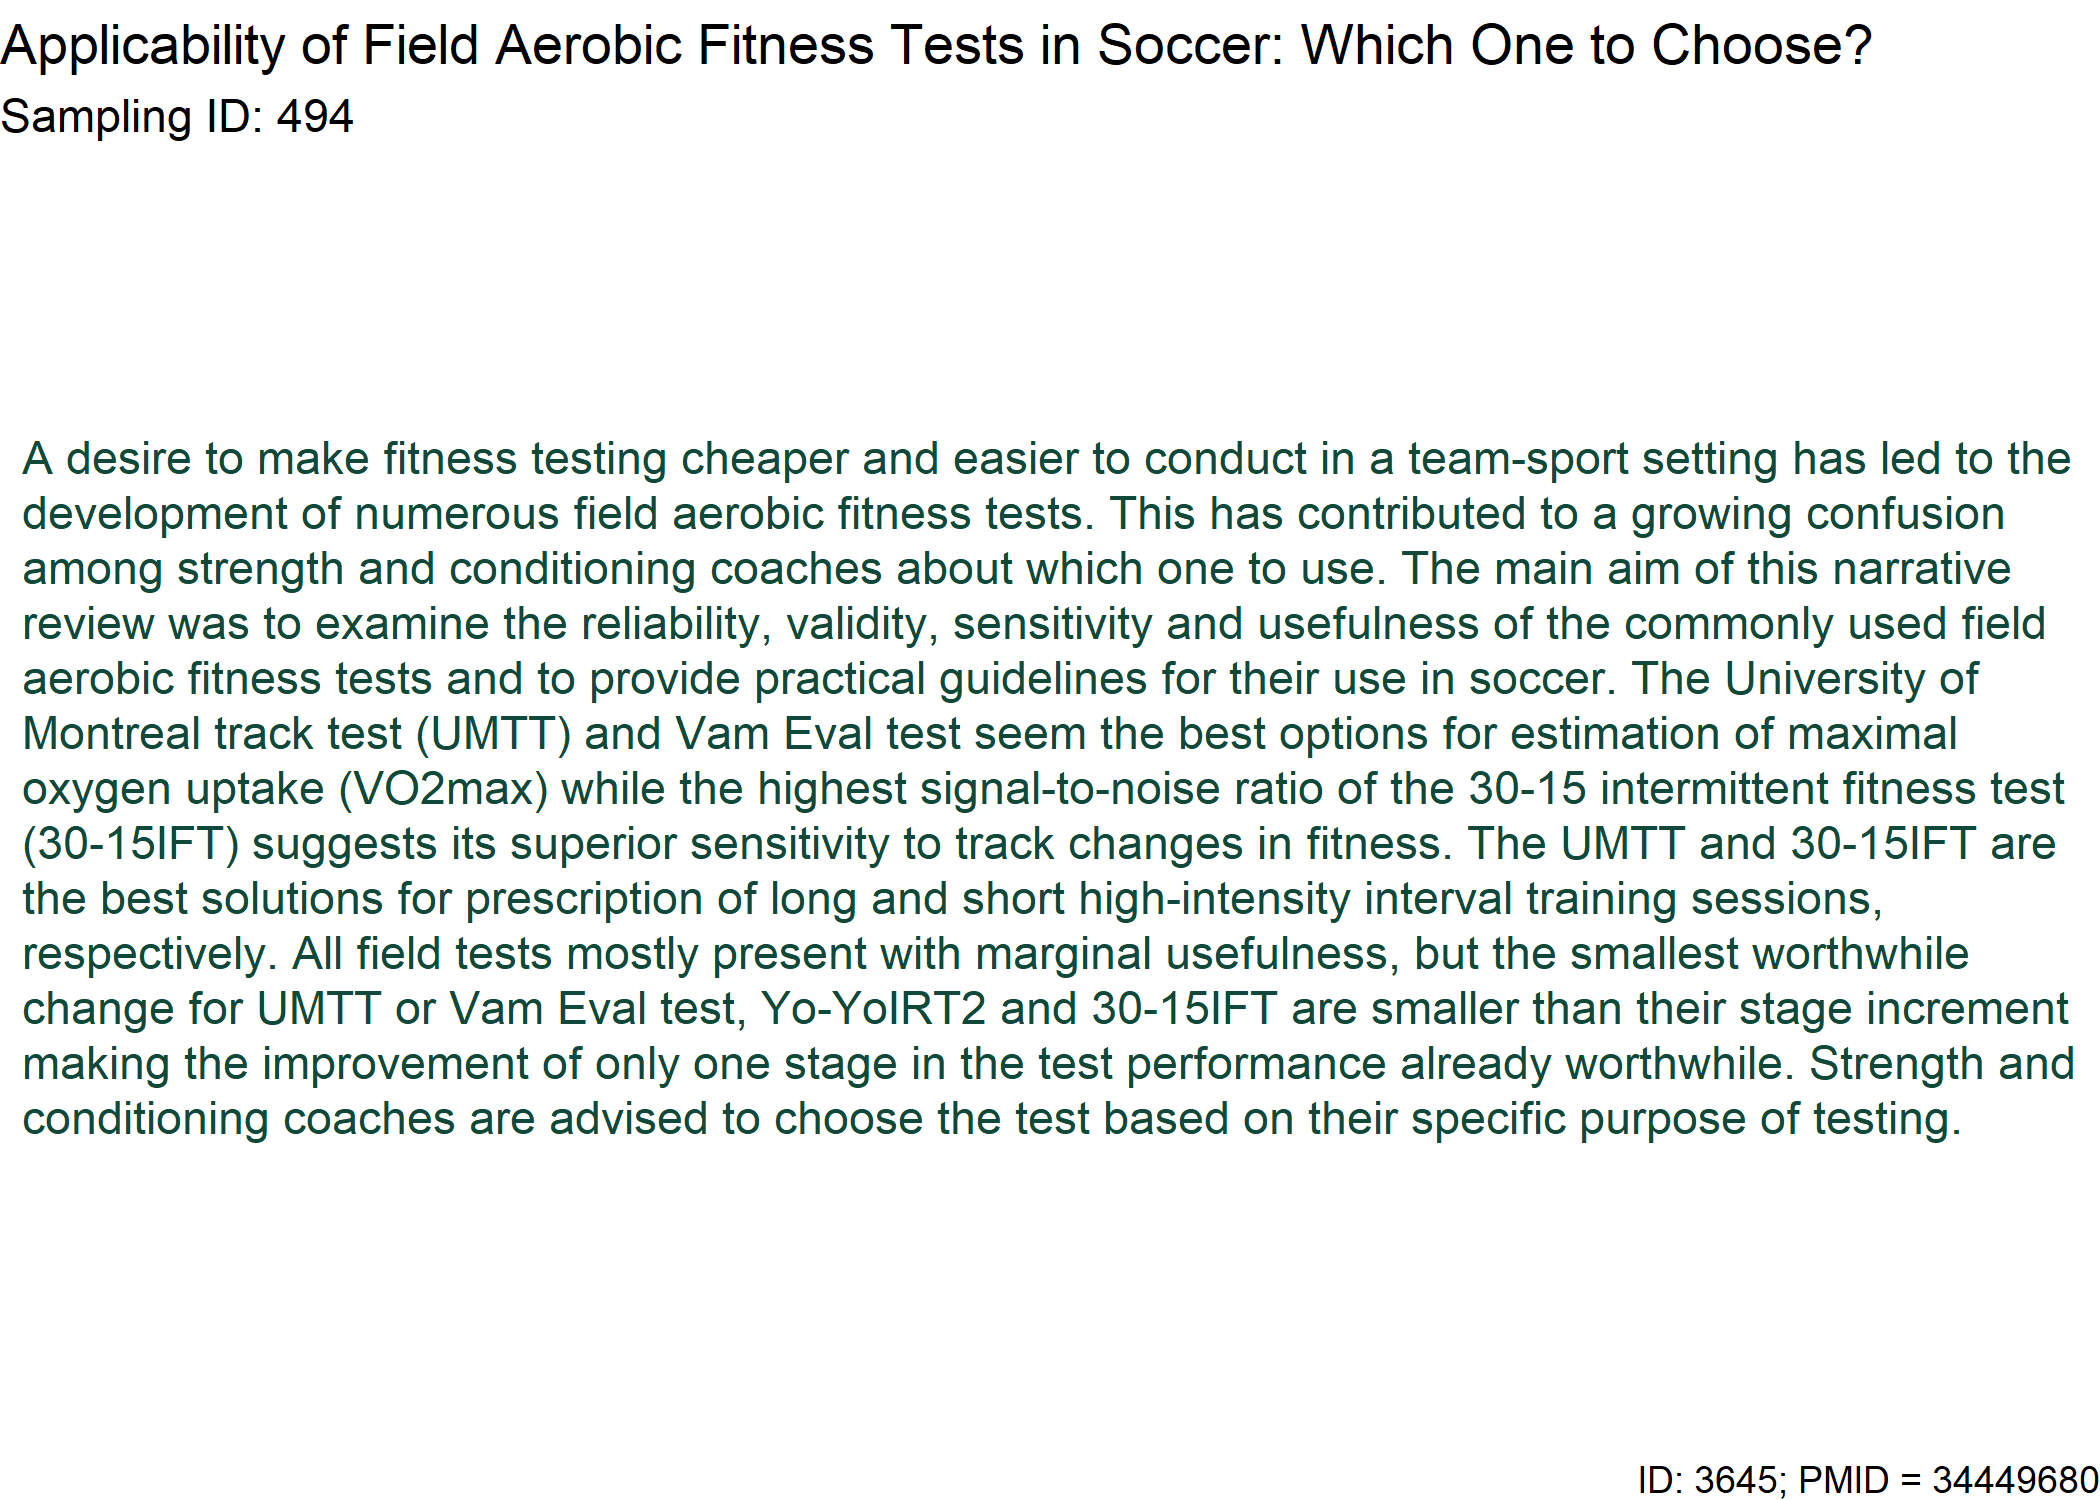 Applicability of Field Aerobic Fitness Tests in Soccer: Which One to Choose?
Sampling ID: 494
A desire to make fitness testing cheaper and easier to conduct in a team-sport setting has led to the
development of numerous field aerobic fitness tests. This has contributed to a growing confusion
among strength and conditioning coaches about which one to use. The main aim of this narrative
review was to examine the reliability, validity, sensitivity and usefulness of the commonly used field
aerobic fitness tests and to provide practical guidelines for their use in soccer. The University of
Montreal track test (UMTT) and Vam Eval test seem the best options for estimation of maximal
oxygen uptake (VO2max) while the highest signal-to-noise ratio of the 30-15 intermittent fitness test
(30-15IFT) suggests its superior sensitivity to track changes in fitness. The UMTT and 30-15IFT are
the best solutions for prescription of long and short high-intensity interval training sessions,
respectively. All field tests mostly present with marginal usefulness, but the smallest worthwhile
change for UMTT or Vam Eval test, Yo-YoIRT2 and 30-15IFT are smaller than their stage increment
making the improvement of only one stage in the test performance already worthwhile. Strength and
conditioning coaches are advised to choose the test based on their specific purpose of testing.
ID: 3645; PMID = 34449680